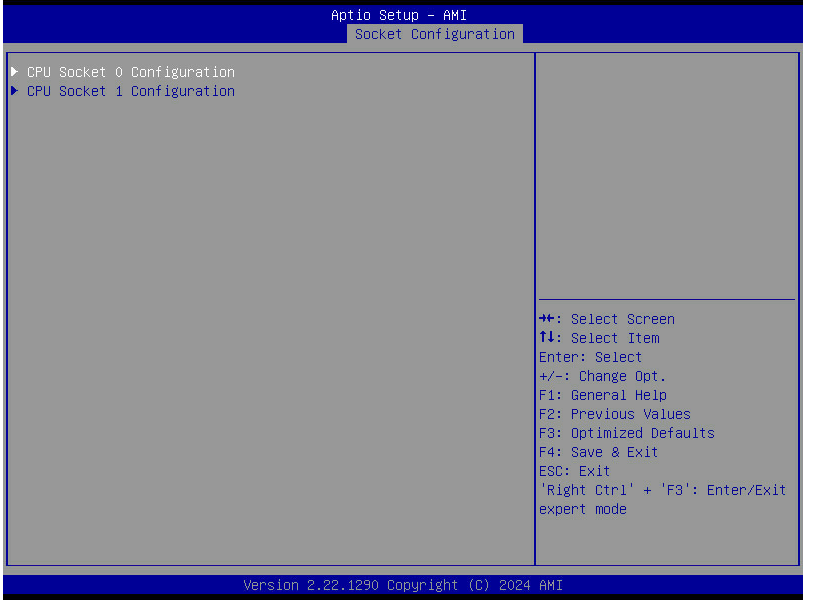 Aptio Setup - AMI
Socket Configuration
▶ CPU Socket 0 Configuration
▶ CPU Socket 1 Configuration
→←: Select Screen
↑↓: Select Item
Enter: Select
+/-: Change Opt.
F1: General Help
F2: Previous Values
F3: Optimized Defaults
F4: Save & Exit
ESC: Exit
'Right Ctrl' + 'F3': Enter/Exit
expert mode
Version 2.22.1290 Copyright (C) 2024 AMI